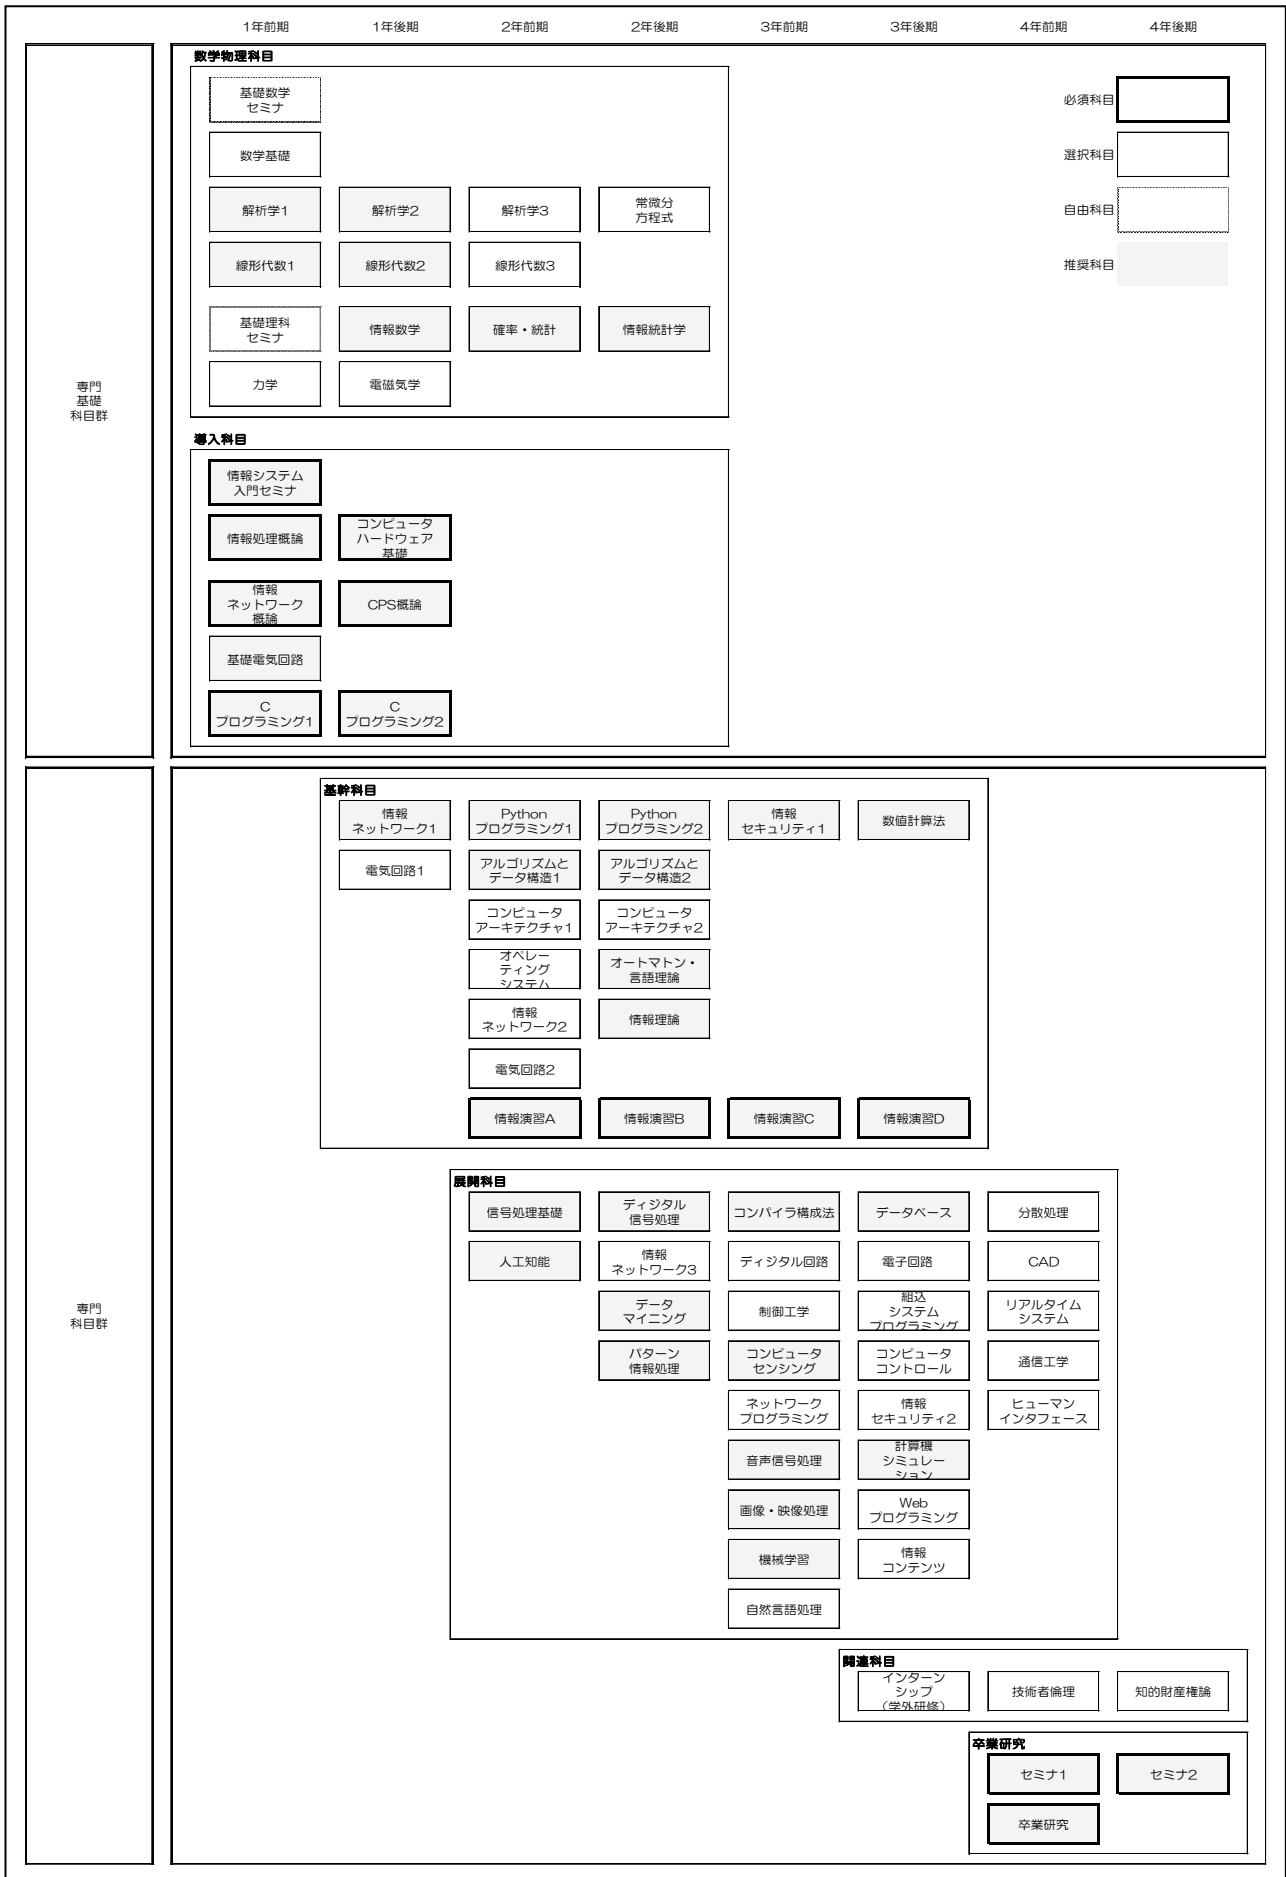 1年前期 1年後期 2年前期 2年後期 3年前期 3年後期 4年前期 4年後期
専門
基礎
科目群
数学物理科目
基礎数学
セミナ
数学基礎
解析学1
解析学2
解析学3
常微分
方程式
線形代数1
線形代数2
線形代数3
基礎理科
セミナ
情報数学
確率・統計
情報統計学
力学
電磁気学
必須科目
選択科目
自由科目
推奨科目
導入科目
情報システム
入門セミナ
情報処理概論
コンピュータ
ハードウェア
基礎
情報
ネットワーク
概論
CPS概論
基礎電気回路
C
プログラミング1
C
プログラミング2
専門
科目群
基幹科目
情報
ネットワーク1
Python
プログラミング1
Python
プログラミング2
情報
セキュリティ1
数値計算法
電気回路1
アルゴリズムと
データ構造1
アルゴリズムと
データ構造2
コンピュータ
アーキテクチャ1
コンピュータ
アーキテクチャ2
オペレー
ティング
システム
オートマトン・
言語理論
情報
ネットワーク2
情報理論
電気回路2
情報演習A
情報演習B
情報演習C
情報演習D
展開科目
信号処理基礎
ディジタル
信号処理
コンパイラ構成法
データベース
分散処理
人工知能
情報
ネットワーク3
ディジタル回路
電子回路
CAD
データ
マイニング
制御工学
組込
システム
プログラミング
リアルタイム
システム
パターン
情報処理
コンピュータ
センシング
コンピュータ
コントロール
通信工学
ネットワーク
プログラミング
情報
セキュリティ2
ヒューマン
インタフェース
音声信号処理
計算機
シミュレー
ション
画像・映像処理
Web
プログラミング
機械学習
情報
コンテンツ
自然言語処理
関連科目
インターン
シップ
(学外研修)
技術者倫理
知的財産権論
卒業研究
セミナ1
セミナ2
卒業研究